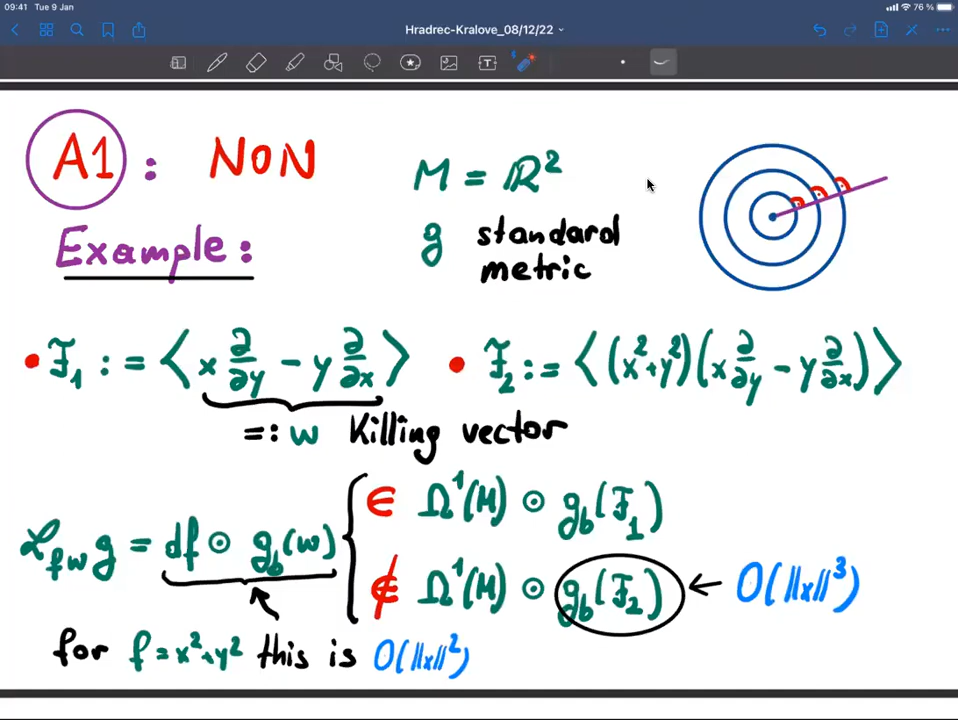 09:41 Tue 9 Jan
76 %
Hradrec-Kralove_08/12/22
A1 : NON
M = ℝ²
Example :
g standard
metric
• ℱ₁ := ⟨ x ∂/∂y − y ∂/∂x ⟩ • ℱ₂ := ⟨ (x²+y²)(x ∂/∂y − y ∂/∂x) ⟩
=: w Killing vector
∈ Ω¹(M) ⊙ g♭(ℱ₁)
ℒ_{fw} g = df ⊙ g♭(w)
∉ Ω¹(M) ⊙ g♭(ℱ₂) ← O(‖x‖³)
for f = x²+y² this is O(‖x‖²)